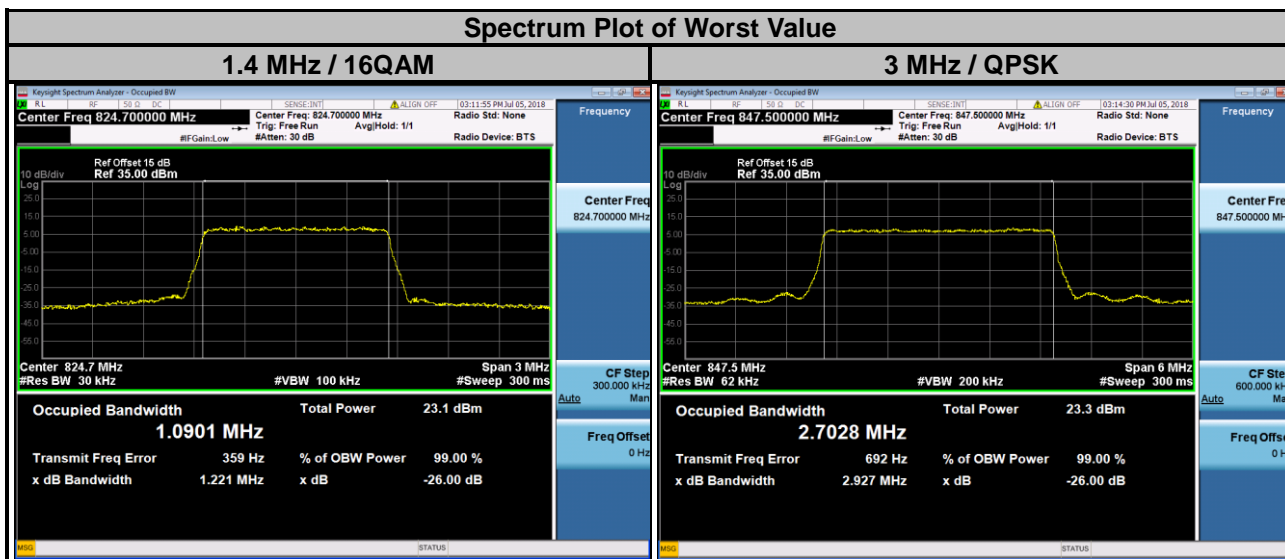 Spectrum Plot of Worst Value
1.4 MHz / 16QAM
3 MHz / QPSK
Keysight Spectrum Analyzer - Occupied BW
RL RF 50 Ω DC SENSE:INT ALIGN OFF 03:11:55 PM Jul 05, 2018
Center Freq 824.700000 MHz
Center Freq: 824.700000 MHz
Radio Std: None
Trig: Free Run Avg|Hold: 1/1
#IFGain:Low #Atten: 30 dB Radio Device: BTS
Ref Offset 15 dB
10 dB/div Ref 35.00 dBm
Log
25.0
15.0
5.00
-5.00
-15.0
-25.0
-35.0
-45.0
-55.0
Center 824.7 MHz Span 3 MHz
#Res BW 30 kHz #VBW 100 kHz #Sweep 300 ms
Occupied Bandwidth Total Power 23.1 dBm
1.0901 MHz
Transmit Freq Error 359 Hz % of OBW Power 99.00 %
x dB Bandwidth 1.221 MHz x dB -26.00 dB
MSG STATUS
Frequency
Center Freq
824.700000 MHz
CF Step
300.000 kHz
Auto Man
Freq Offset
0 Hz
Keysight Spectrum Analyzer - Occupied BW
RL RF 50 Ω DC SENSE:INT ALIGN OFF 03:14:30 PM Jul 05, 2018
Center Freq 847.500000 MHz
Center Freq: 847.500000 MHz
Radio Std: None
Trig: Free Run Avg|Hold: 1/1
#IFGain:Low #Atten: 30 dB Radio Device: BTS
Ref Offset 15 dB
10 dB/div Ref 35.00 dBm
Log
25.0
15.0
5.00
-5.00
-15.0
-25.0
-35.0
-45.0
-55.0
Center 847.5 MHz Span 6 MHz
#Res BW 62 kHz #VBW 200 kHz #Sweep 300 ms
Occupied Bandwidth Total Power 23.3 dBm
2.7028 MHz
Transmit Freq Error 692 Hz % of OBW Power 99.00 %
x dB Bandwidth 2.927 MHz x dB -26.00 dB
MSG STATUS
Frequency
Center Fre
847.500000 MH
CF Ste
600.000 kH
Auto Ma
Freq Offse
0 H